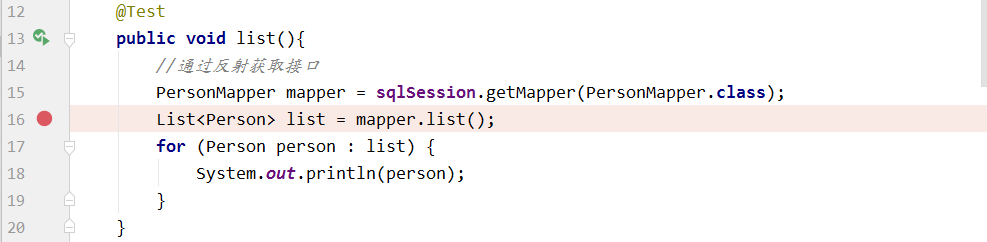 12 @Test
13 public void list(){
14 //通过反射获取接口
15 PersonMapper mapper = sqlSession.getMapper(PersonMapper.class);
16 List<Person> list = mapper.list();
17 for (Person person : list) {
18 System.out.println(person);
19 }
20 }